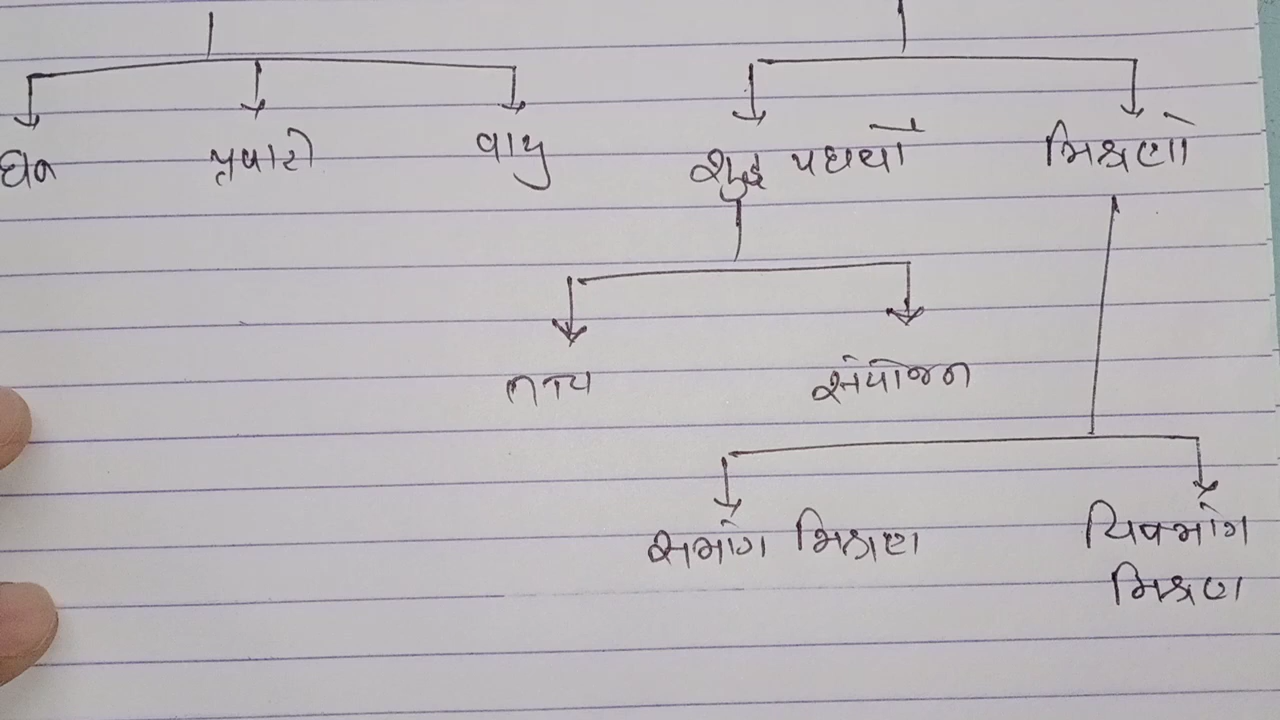 ઘન પ્રવાહી વાયુ શુદ્ધ પદાર્થો મિશ્રણો
તત્વ સંયોજન
સમાંગ મિશ્રણ વિષમાંગ
મિશ્રણ